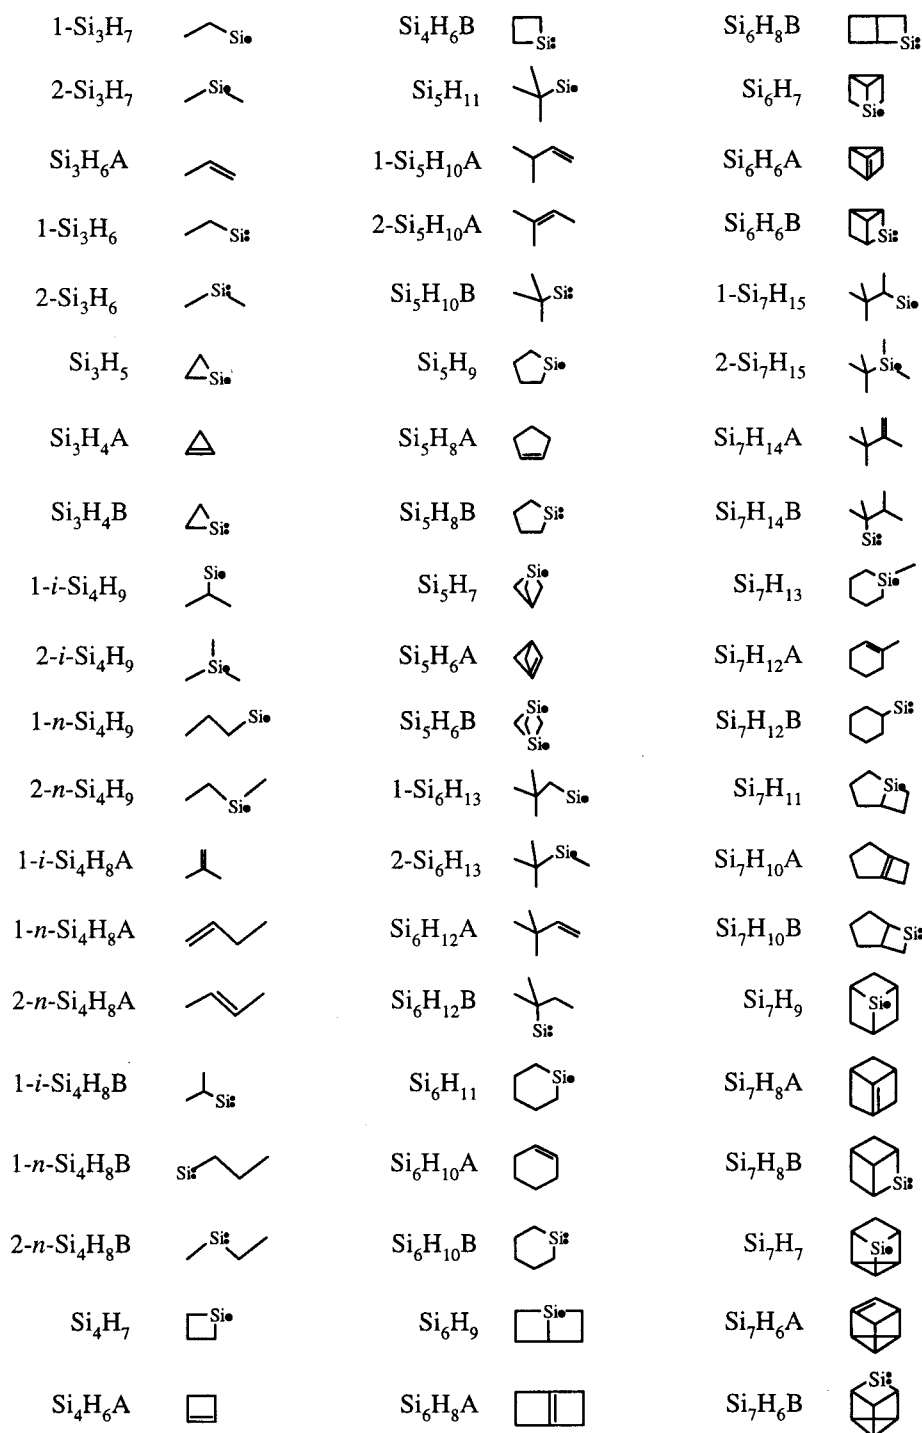 1-Si₃H₇ Si•
2-Si₃H₇ Si•
Si₃H₆A
1-Si₃H₆ Si:
2-Si₃H₆ Si:
Si₃H₅ Si•
Si₃H₄A
Si₃H₄B Si:
1-i-Si₄H₉ Si•
2-i-Si₄H₉ Si•
1-n-Si₄H₉ Si•
2-n-Si₄H₉ Si•
1-i-Si₄H₈A
1-n-Si₄H₈A
2-n-Si₄H₈A
1-i-Si₄H₈B Si:
1-n-Si₄H₈B Si:
2-n-Si₄H₈B Si:
Si₄H₇ Si•
Si₄H₆A
Si₄H₆B Si:
Si₅H₁₁ Si•
1-Si₅H₁₀A
2-Si₅H₁₀A
Si₅H₁₀B Si:
Si₅H₉ Si•
Si₅H₈A
Si₅H₈B Si:
Si₅H₇ Si•
Si₅H₆A
Si₅H₆B Si• Si•
1-Si₆H₁₃ Si•
2-Si₆H₁₃ Si•
Si₆H₁₂A
Si₆H₁₂B Si:
Si₆H₁₁ Si•
Si₆H₁₀A
Si₆H₁₀B Si:
Si₆H₉ Si•
Si₆H₈A
Si₆H₈B Si:
Si₆H₇ Si•
Si₆H₆A
Si₆H₆B Si:
1-Si₇H₁₅ Si•
2-Si₇H₁₅ Si•
Si₇H₁₄A
Si₇H₁₄B Si:
Si₇H₁₃ Si•
Si₇H₁₂A
Si₇H₁₂B Si:
Si₇H₁₁ Si•
Si₇H₁₀A
Si₇H₁₀B Si:
Si₇H₉ Si•
Si₇H₈A
Si₇H₈B Si:
Si₇H₇ Si•
Si₇H₆A
Si₇H₆B Si: